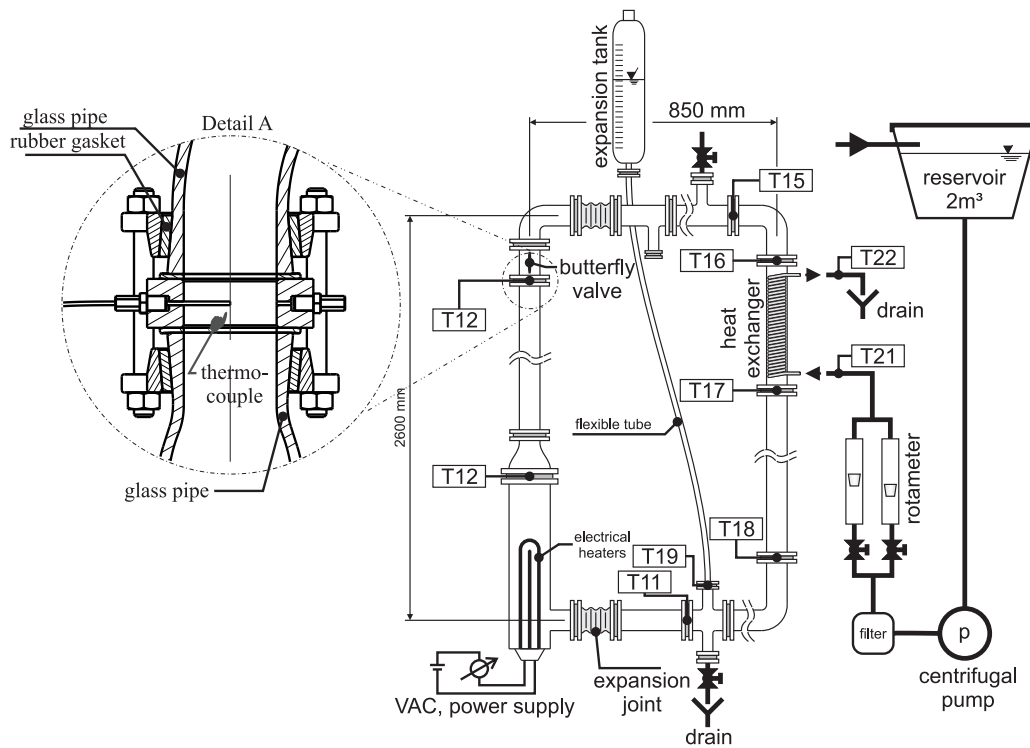 glass pipe
rubber gasket
Detail A
thermo-
couple
glass pipe
expansion tank
850 mm
T15
T16
butterfly
valve
T12
2600 mm
heat
exchanger
T22
drain
T21
T17
flexible tube
T12
electrical
heaters
T18
T19
T11
VAC, power supply
expansion
joint
drain
reservoir
2m³
rotameter
filter
p
centrifugal
pump